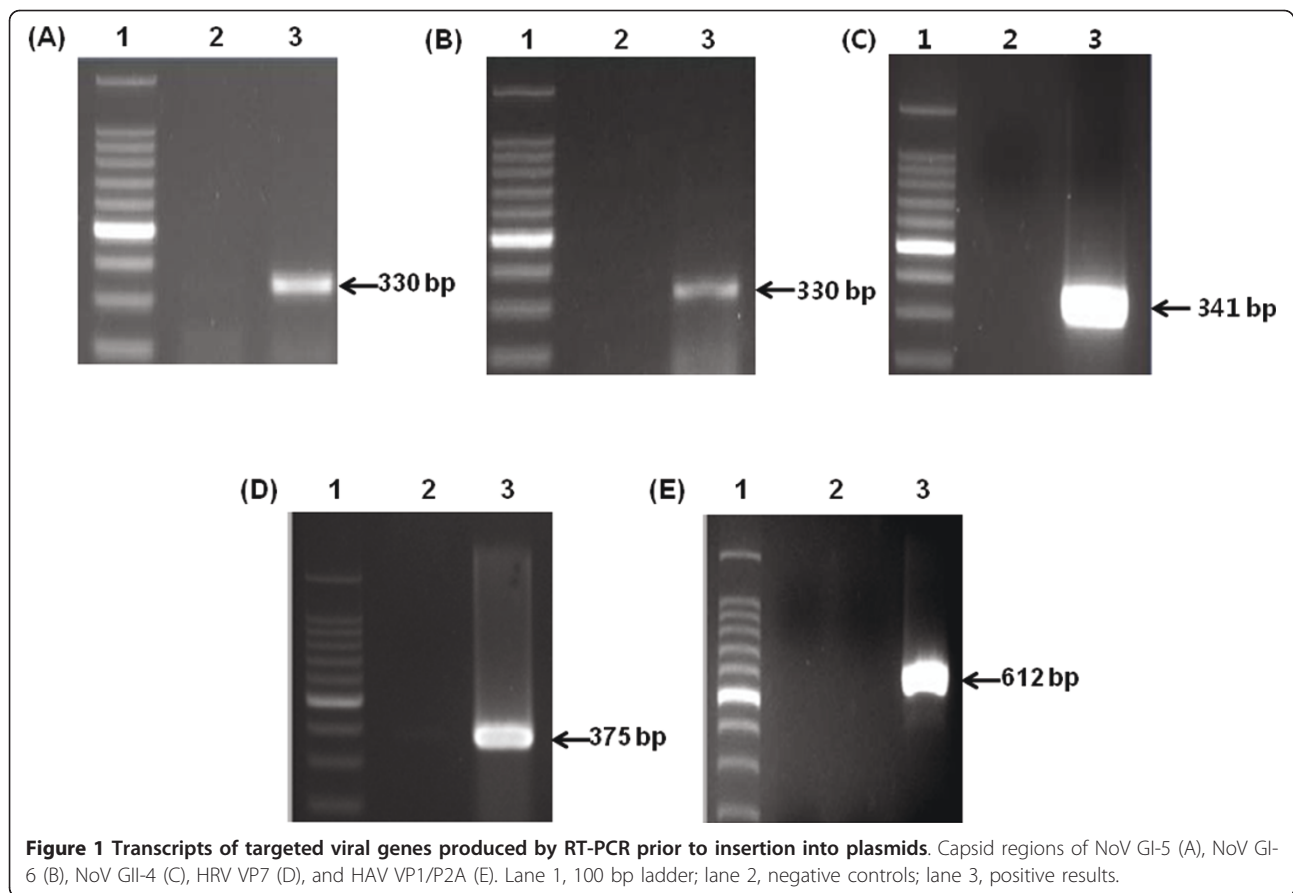 (A) 1 2 3 (B) 1 2 3 (C) 1 2 3
330 bp 330 bp 341 bp
(D) 1 2 3 (E) 1 2 3
375 bp 612 bp
Figure 1 Transcripts of targeted viral genes produced by RT-PCR prior to insertion into plasmids. Capsid regions of NoV GI-5 (A), NoV GI-
6 (B), NoV GII-4 (C), HRV VP7 (D), and HAV VP1/P2A (E). Lane 1, 100 bp ladder; lane 2, negative controls; lane 3, positive results.